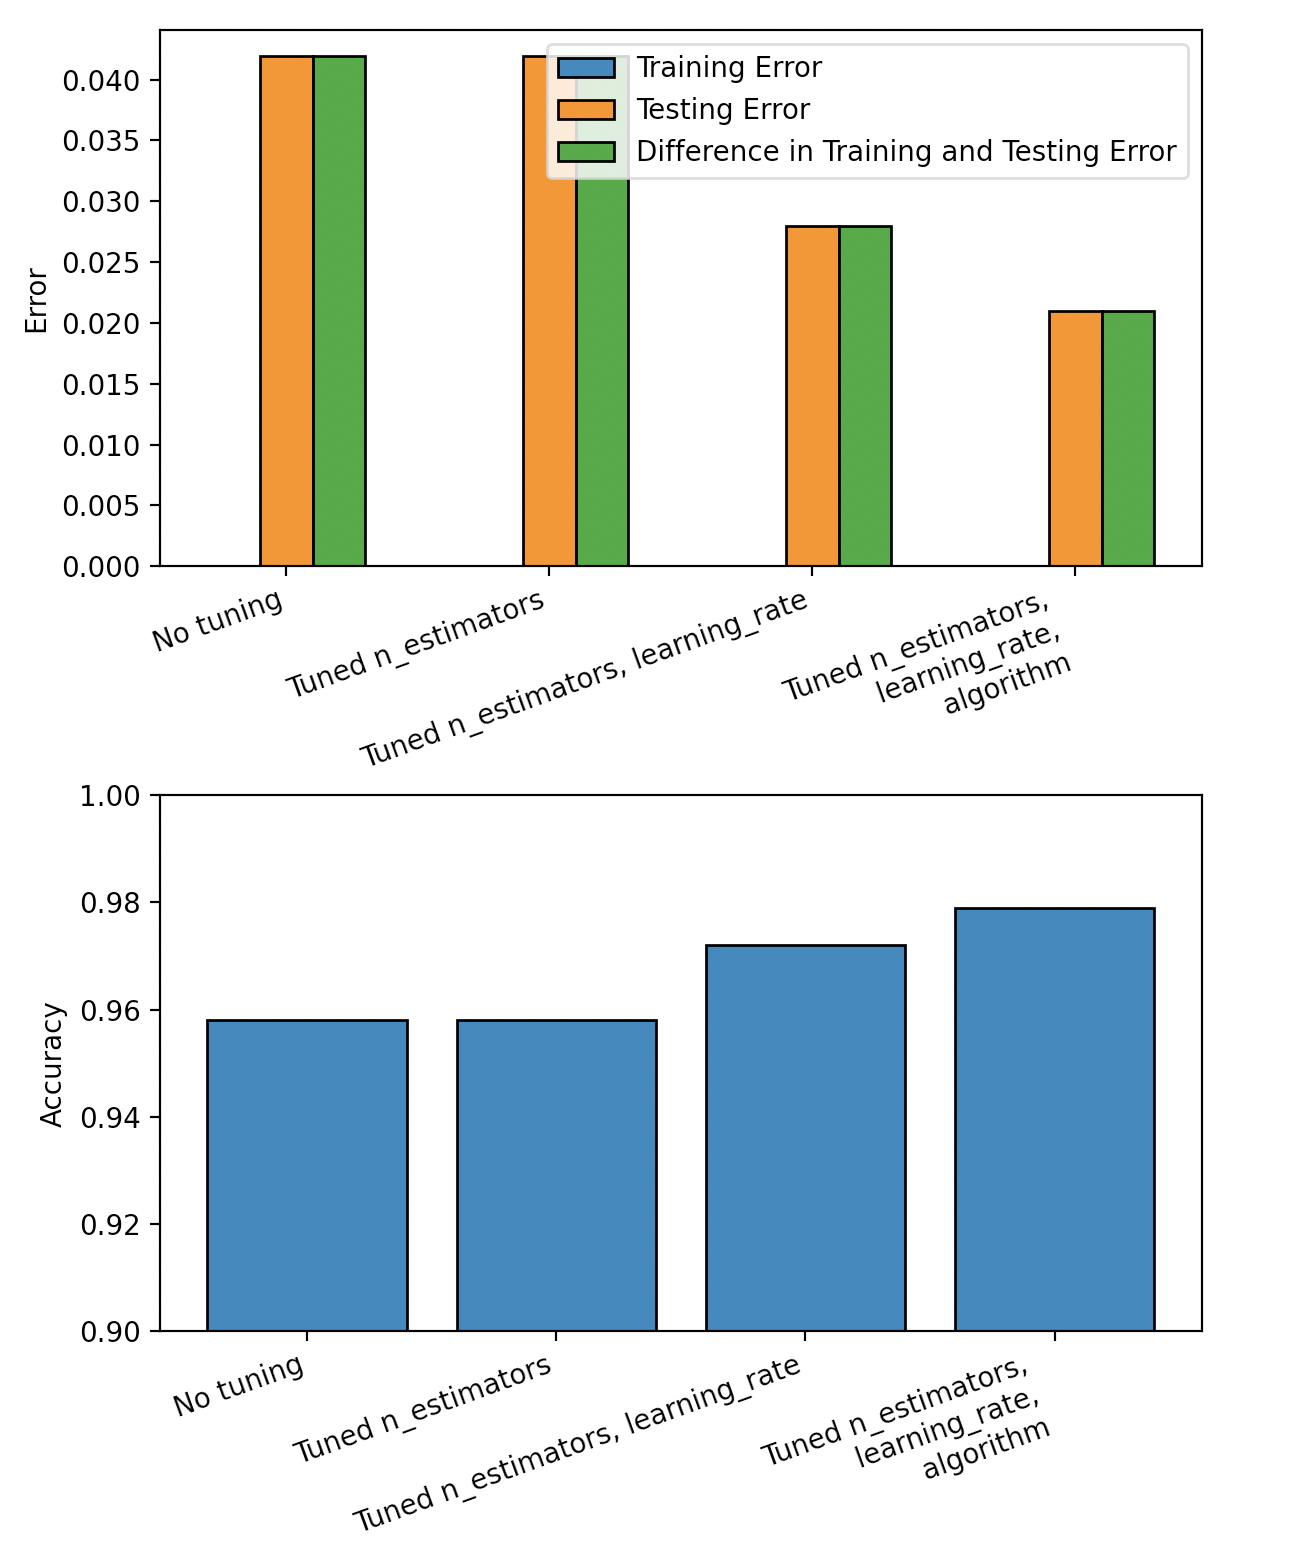 Training Error
Testing Error
Difference in Training and Testing Error
0.040
0.035
0.030
0.025
0.020
0.015
0.010
0.005
0.000
Error
No tuning
Tuned n_estimators
Tuned n_estimators, learning_rate
Tuned n_estimators,
learning_rate,
algorithm
1.00
0.98
0.96
0.94
0.92
0.90
Accuracy
No tuning
Tuned n_estimators
Tuned n_estimators, learning_rate
Tuned n_estimators,
learning_rate,
algorithm